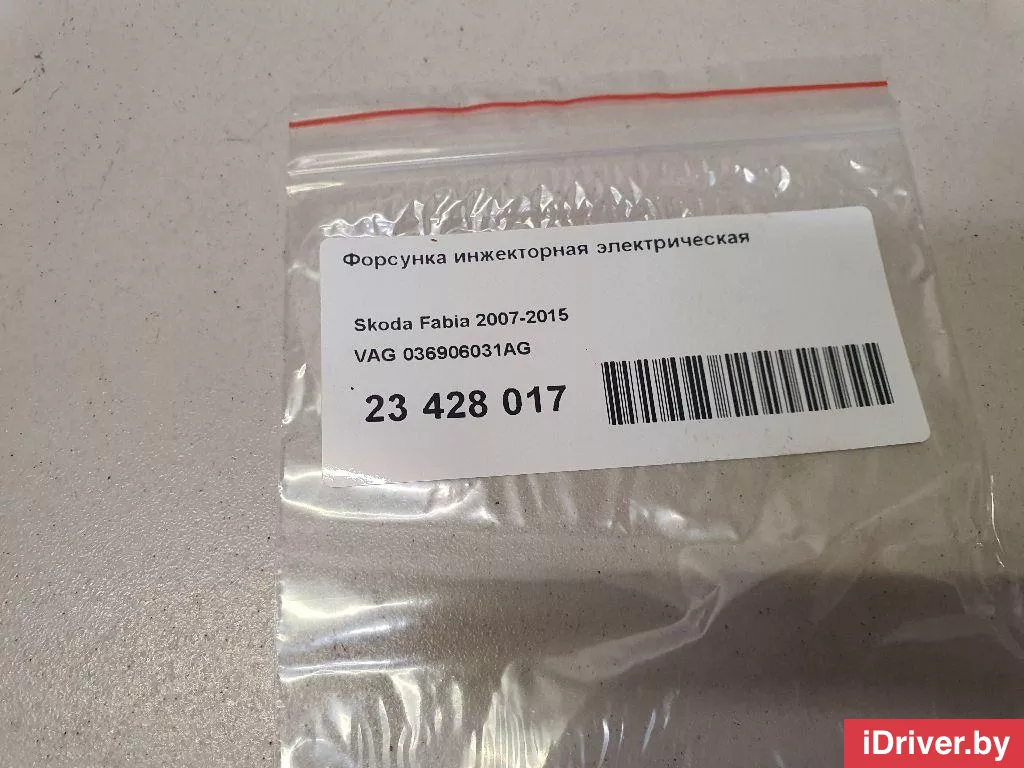 Форсунка инжекторная электрическая
Skoda Fabia 2007-2015
VAG 036906031AG
23 428 017
iDriver.by